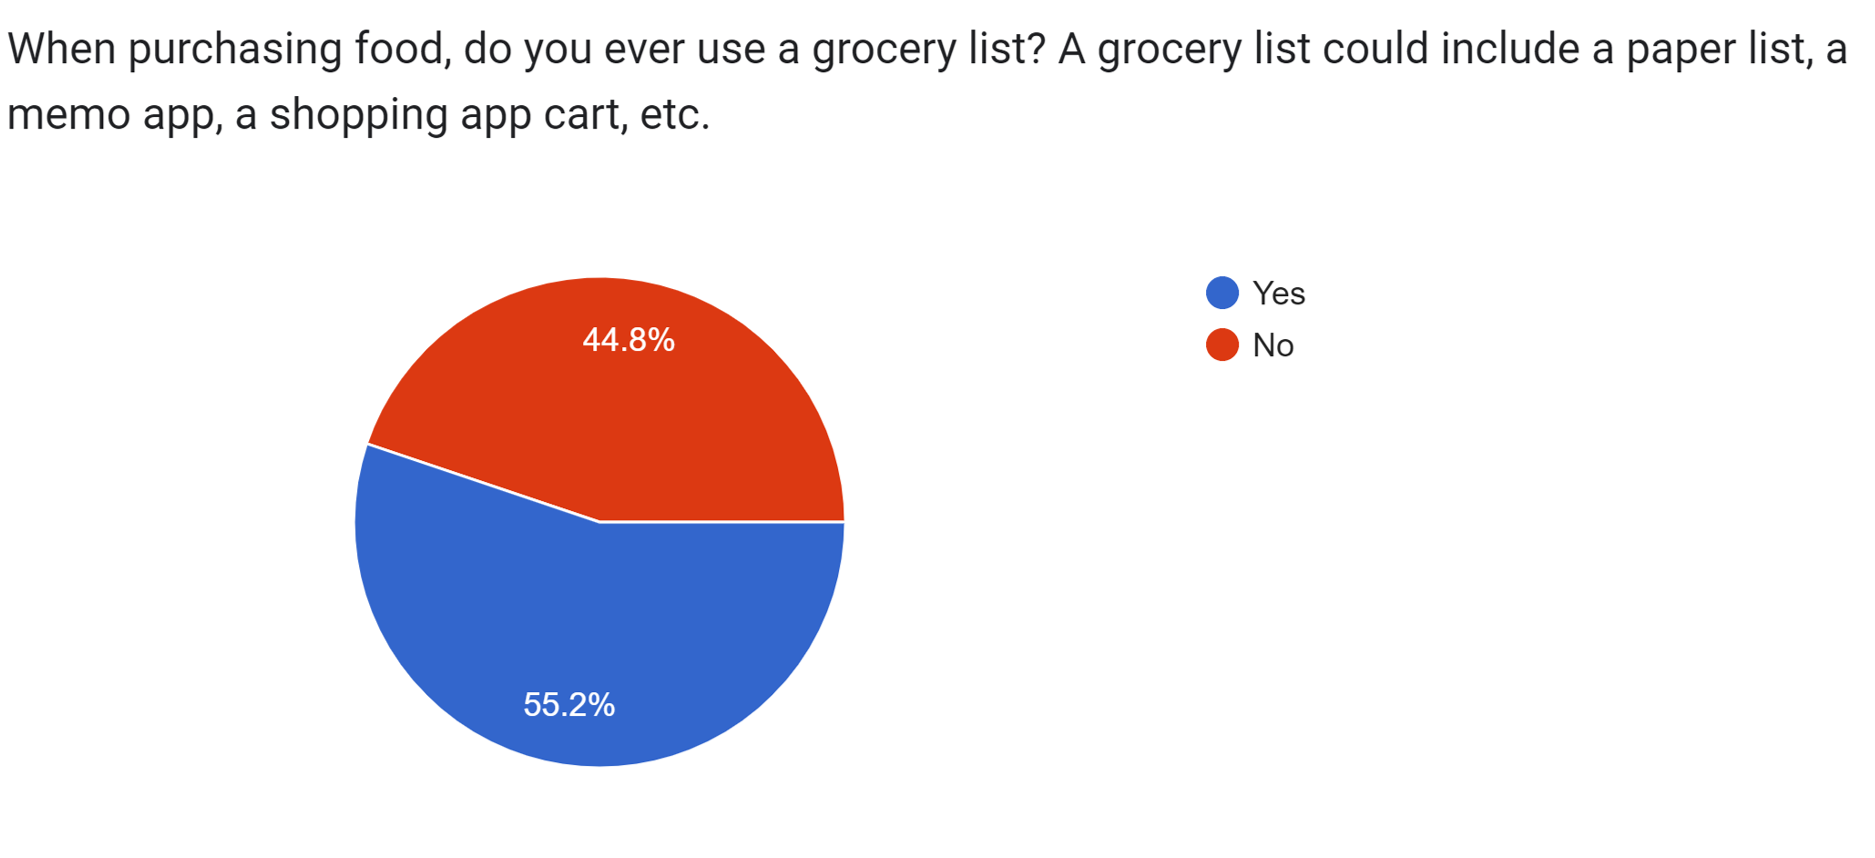 When purchasing food, do you ever use a grocery list? A grocery list could include a paper list, a
memo app, a shopping app cart, etc.
Yes
No
44.8%
55.2%